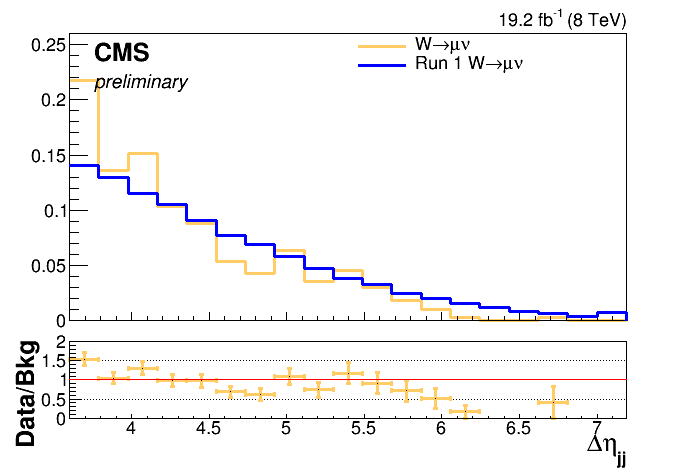 19.2 fb⁻¹ (8 TeV)
CMS
preliminary
W→μν
Run 1 W→μν
0.25
0.2
0.15
0.1
0.05
0
Data/Bkg
2
1.5
1
0.5
0
4 4.5 5 5.5 6 6.5 7
Δη_jj